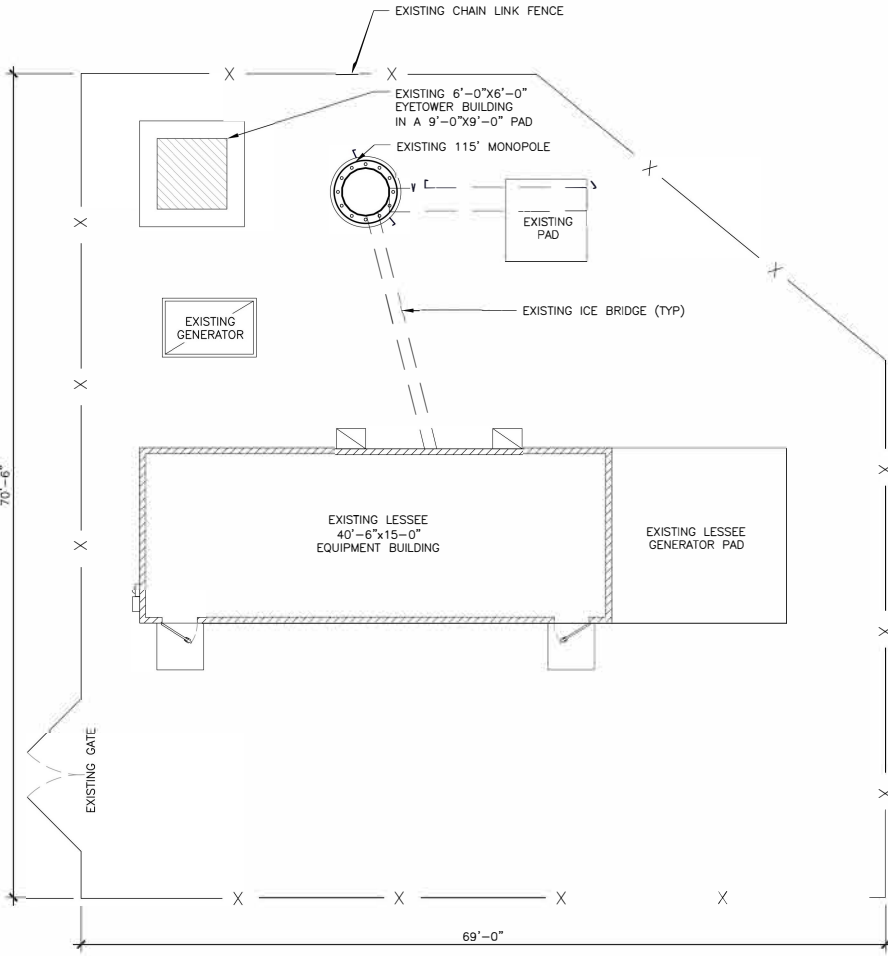 EXISTING CHAIN LINK FENCE
EXISTING 6'-0"X6'-0"
EYETOWER BUILDING
IN A 9'-0"X9'-0" PAD
EXISTING 115' MONOPOLE
EXISTING
PAD
EXISTING
GENERATOR
EXISTING ICE BRIDGE (TYP)
70'-6"
EXISTING LESSEE
40'-6"x15-0"
EQUIPMENT BUILDING
EXISTING LESSEE
GENERATOR PAD
EXISTING GATE
69'-0"